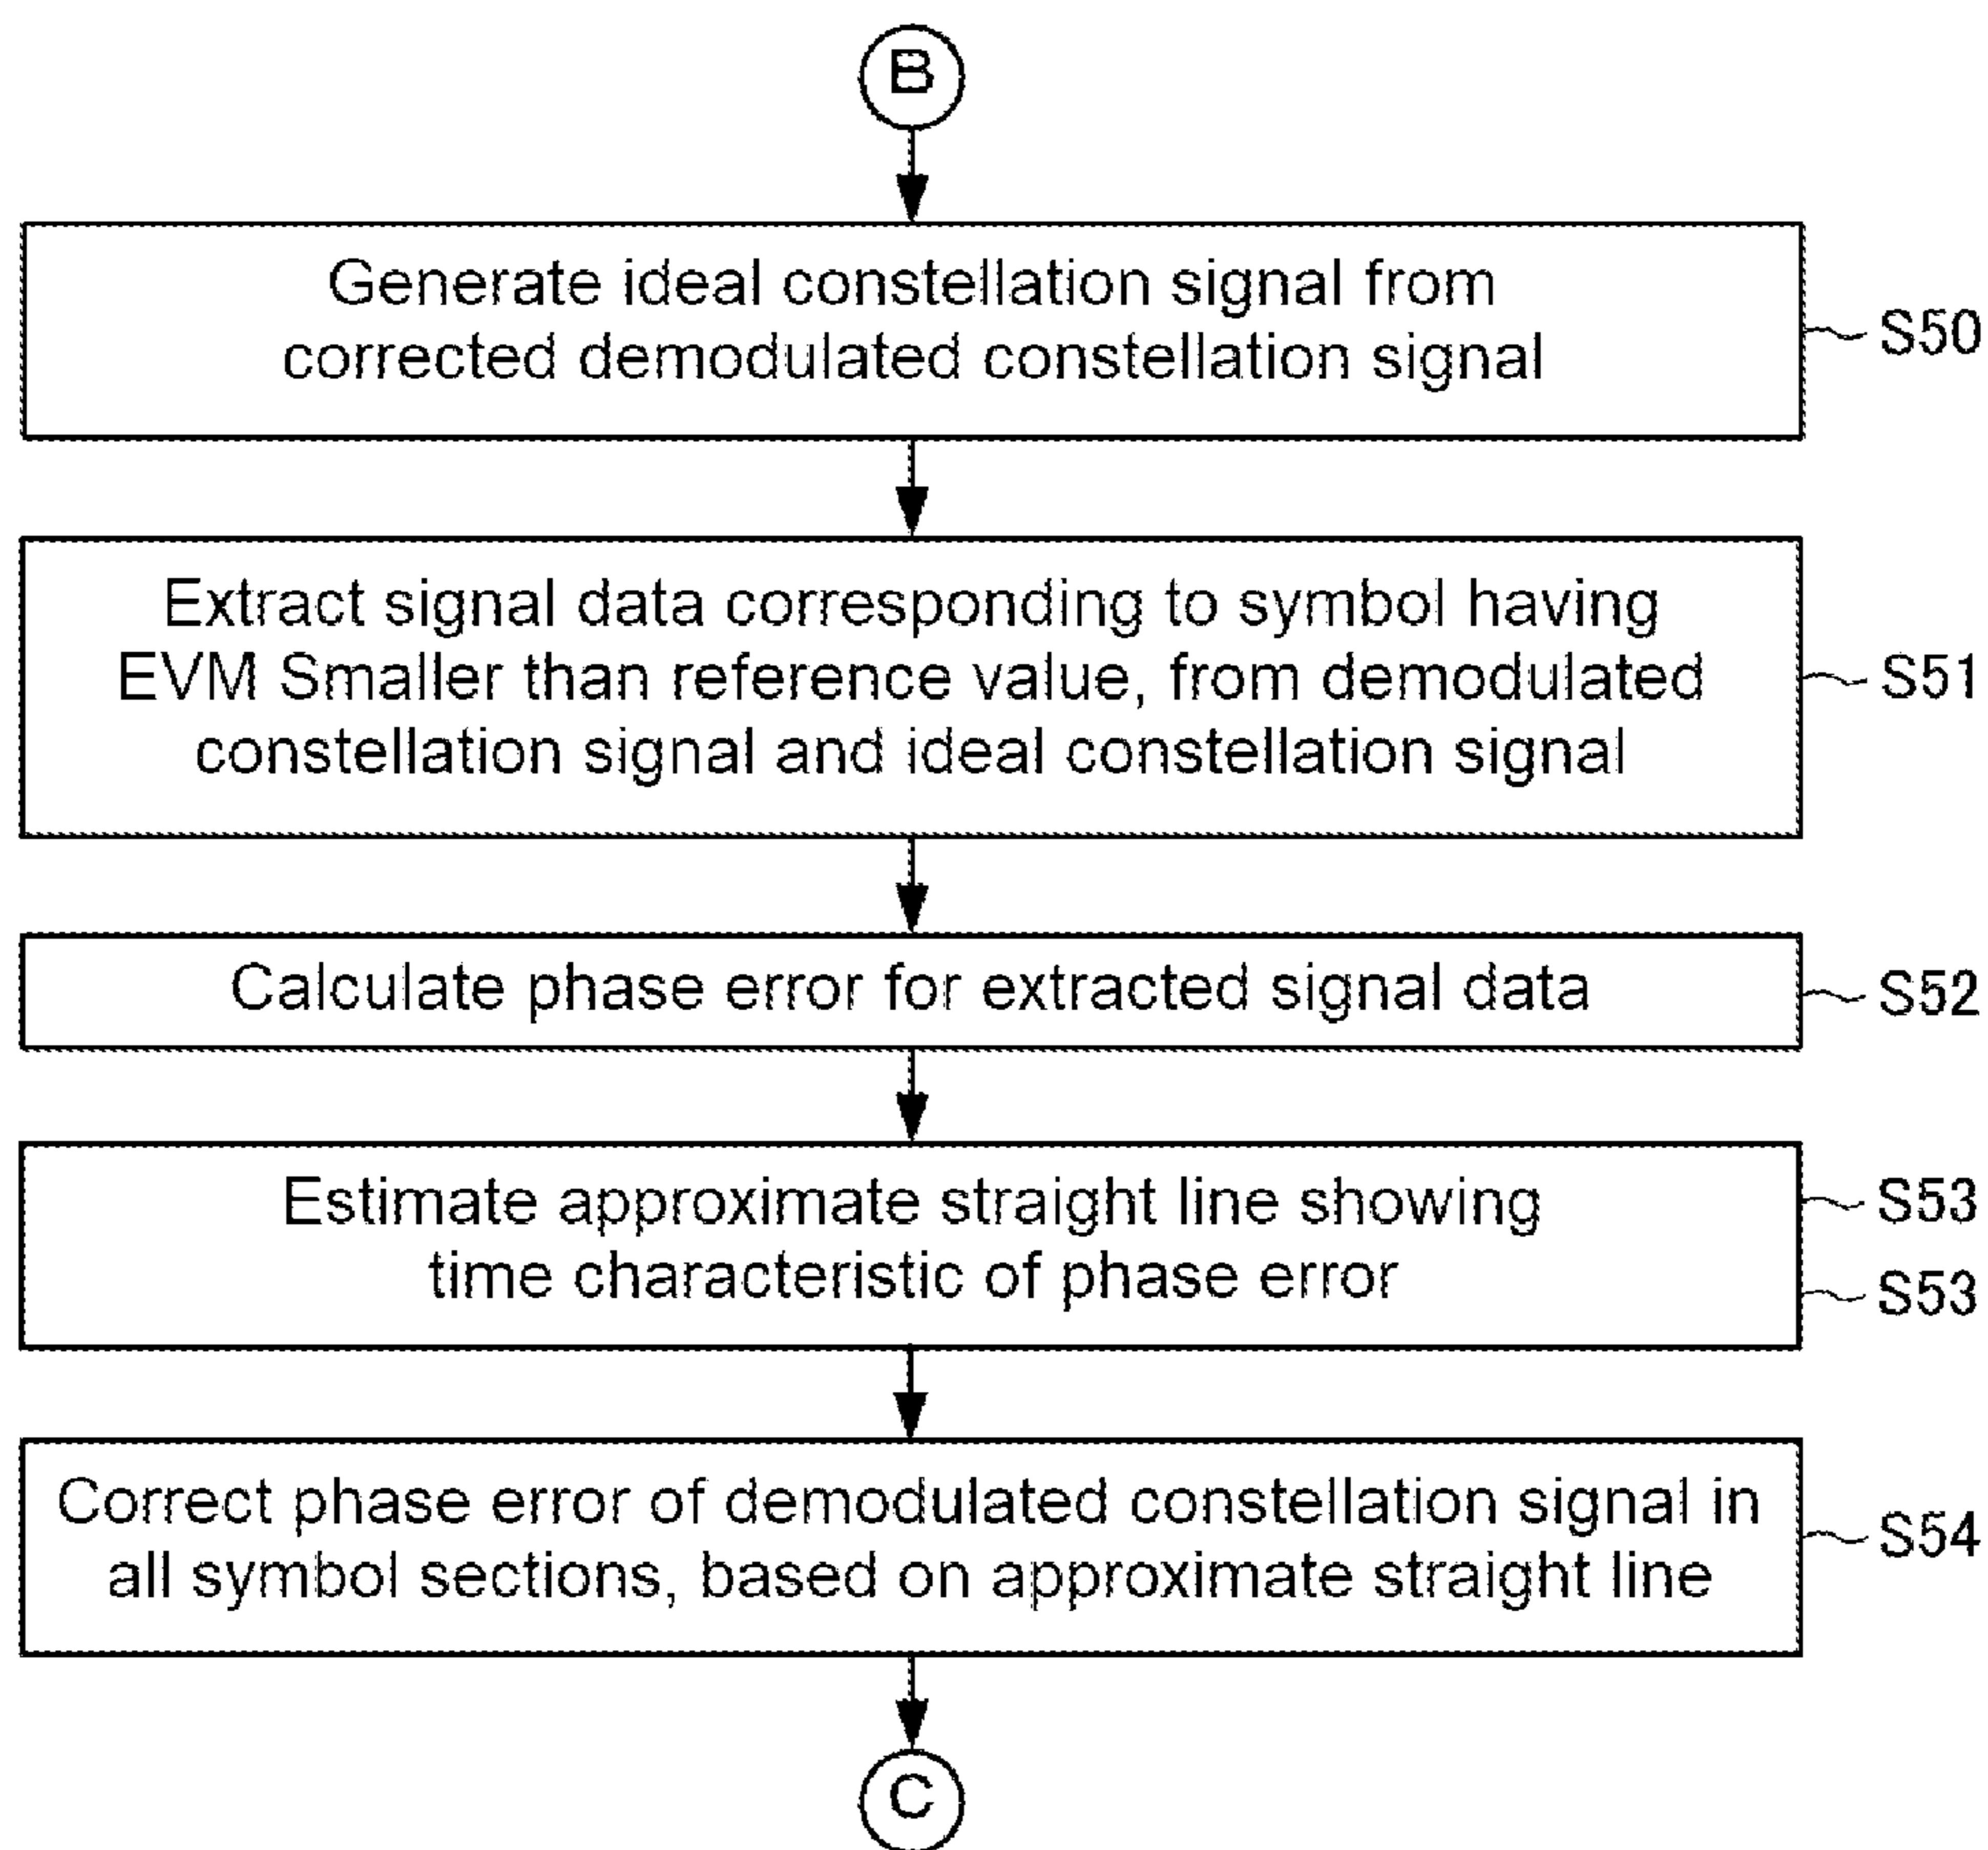 B
Generate ideal constellation signal from
corrected demodulated constellation signal
S50
Extract signal data corresponding to symbol having
EVM Smaller than reference value, from demodulated
constellation signal and ideal constellation signal
S51
Calculate phase error for extracted signal data
S52
Estimate approximate straight line showing
time characteristic of phase error
S53
S53
Correct phase error of demodulated constellation signal in
all symbol sections, based on approximate straight line
S54
C